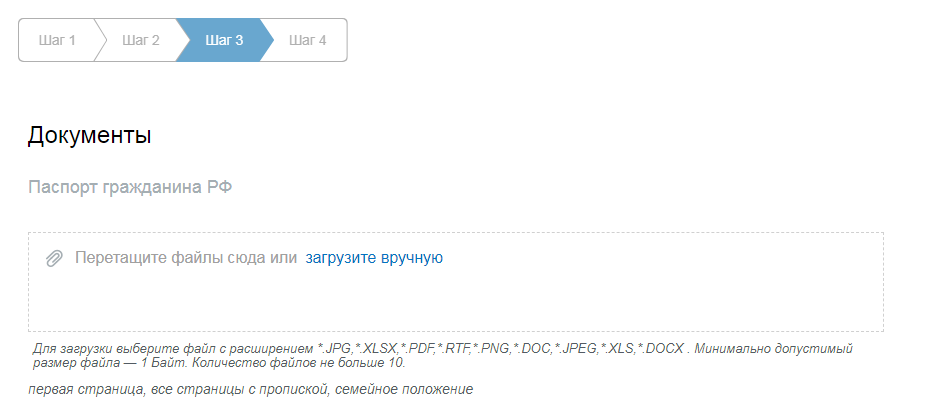 Шаг 1 Шаг 2 Шаг 3 Шаг 4
Документы
Паспорт гражданина РФ
Перетащите файлы сюда или загрузите вручную
Для загрузки выберите файл с расширением *.JPG,*.XLSX,*.PDF,*.RTF,*.PNG,*.DOC,*.JPEG,*.XLS,*.DOCX . Минимально допустимый
размер файла — 1 Байт. Количество файлов не больше 10.
первая страница, все страницы с пропиской, семейное положение